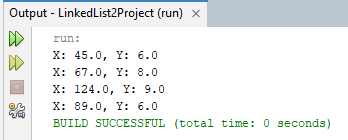 Output - LinkedList2Project (run)
run:
X: 45.0, Y: 6.0
X: 67.0, Y: 8.0
X: 124.0, Y: 9.0
X: 89.0, Y: 6.0
BUILD SUCCESSFUL (total time: 0 seconds)